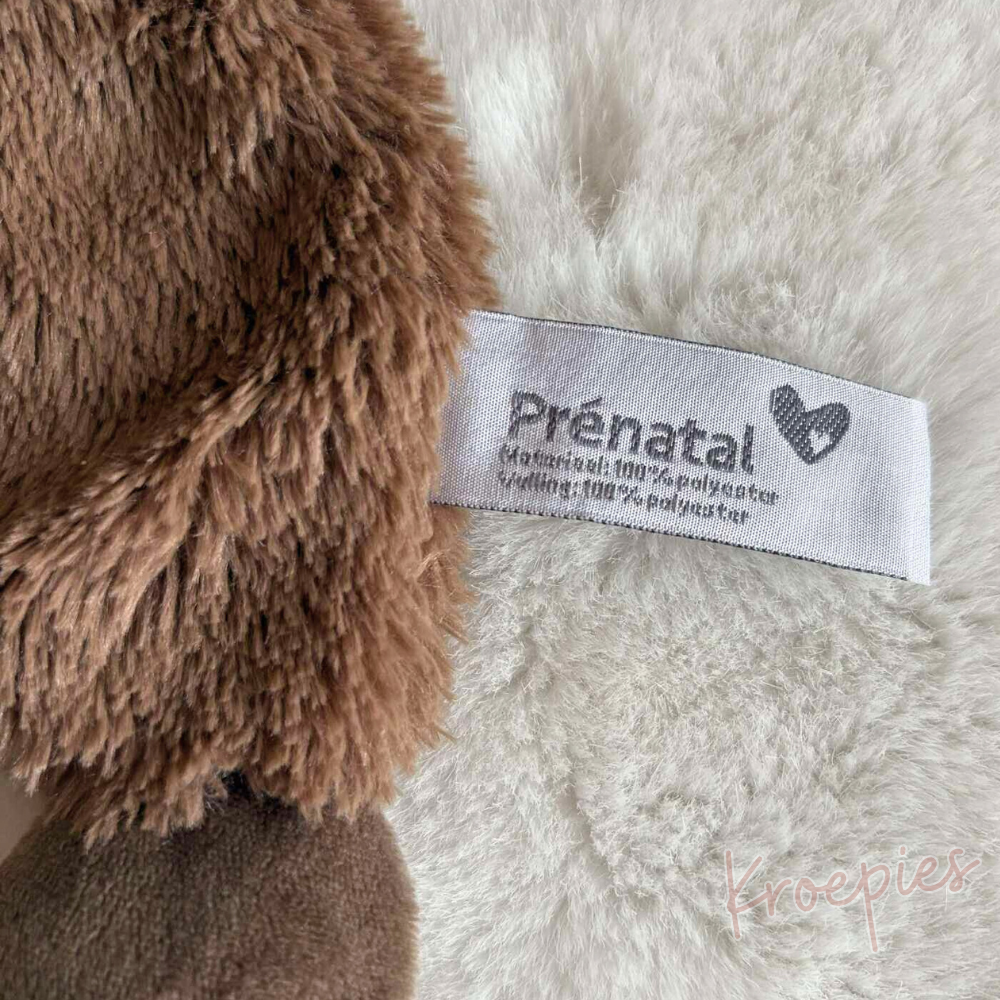 Prénatal
Materiaal: 100% polyester
Vulling: 100% polyester
Kroepies